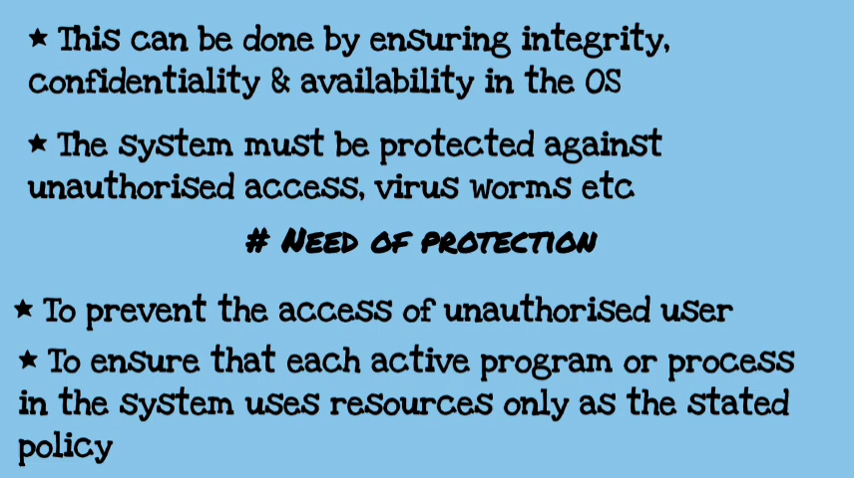 ★ This can be done by ensuring integrity,
confidentiality & availability in the OS
★ The system must be protected against
unauthorised access, virus worms etc
# NEED OF PROTECTION
★ To prevent the access of unauthorised user
★ To ensure that each active program or process
in the system uses resources only as the stated
policy